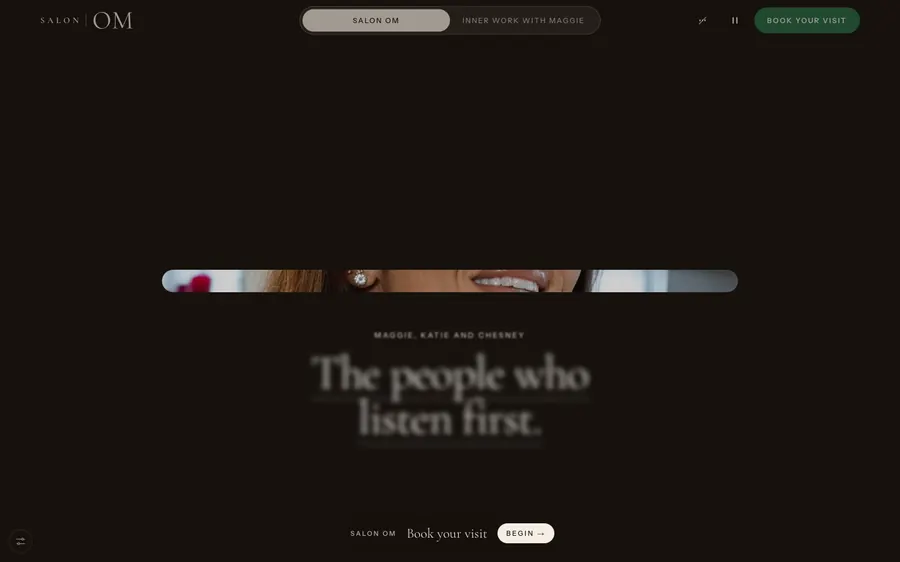 SALON | OM
SALON OM
INNER WORK WITH MAGGIE
BOOK YOUR VISIT
MAGGIE, KATIE AND CHESNEY
The people who
listen first.
SALON OM Book your visit BEGIN →